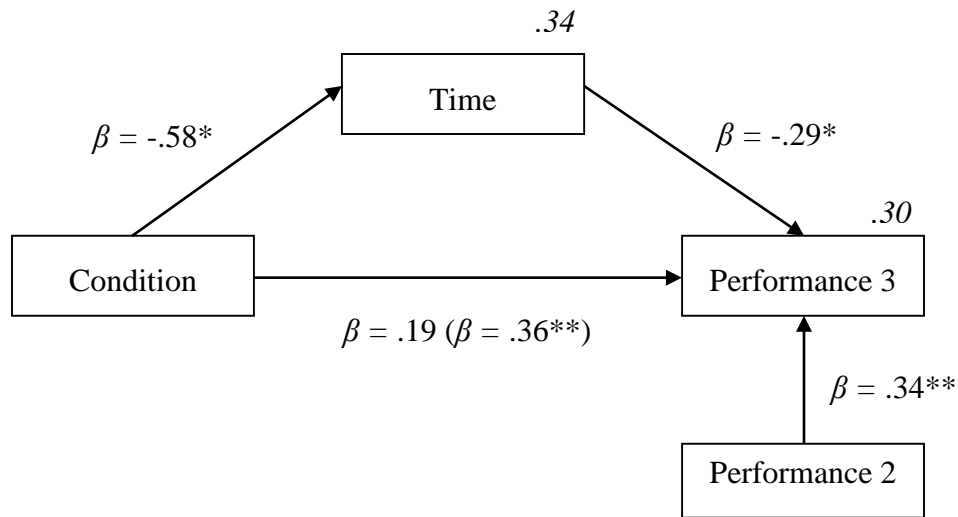 .34
Time
β = -.58*
β = -.29*
.30
Condition
Performance 3
β = .19 (β = .36**)
β = .34**
Performance 2